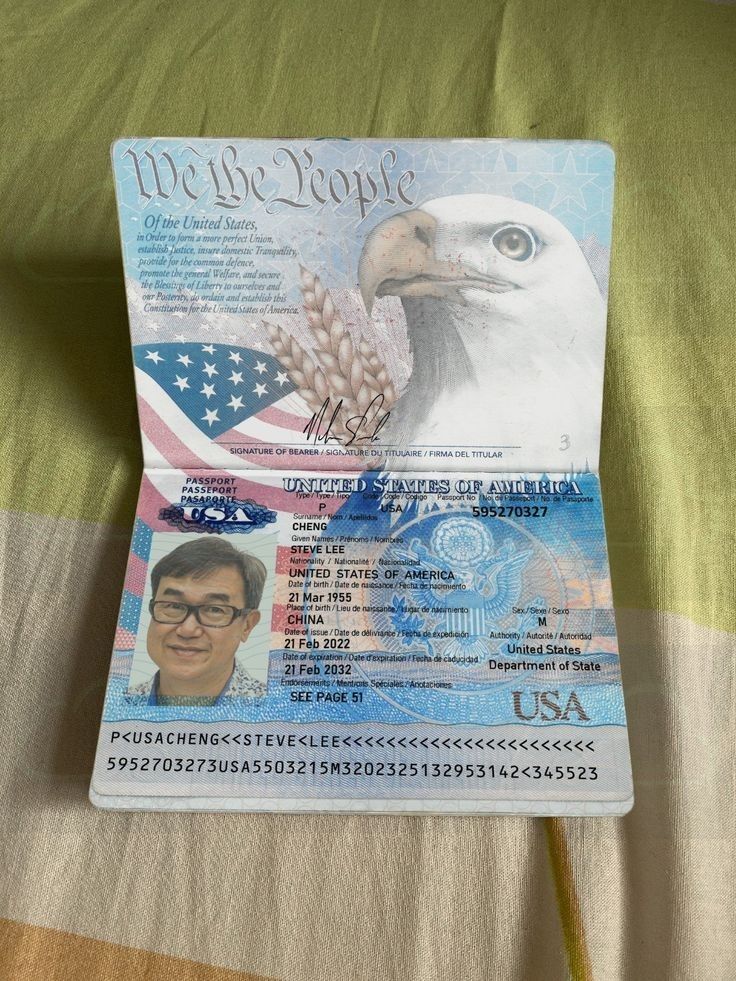 We the People
Of the United States,
in Order to form a more perfect Union,
establish Justice, insure domestic Tranquility,
provide for the common defence,
promote the general Welfare, and secure
the Blessings of Liberty to ourselves and
our Posterity, do ordain and establish this
Constitution for the United States of America.
3
SIGNATURE OF BEARER / SIGNATURE DU TITULAIRE / FIRMA DEL TITULAR
PASSPORT
PASSEPORT
PASAPORTE
USA
UNITED STATES OF AMERICA
Type / Type / Tipo Code / Code / Codigo Passport No / No. de Passeport / No. de Pasaporte
P USA 595270327
Surname / Nom / Apellidos
CHENG
Given Names / Prénoms / Nombres
STEVE LEE
Nationality / Nationalité / Nacionalidad
UNITED STATES OF AMERICA
Date of birth / Date de naissance / Fecha de nacimiento
21 Mar 1955
Place of birth / Lieu de naissance / Lugar de nacimiento Sex / Sexe / Sexo
CHINA M
Date of issue / Date de délivrance / Fecha de expedición Authority / Autorité / Autoridad
21 Feb 2022 United States
Date of expiration / Date d'expiration / Fecha de caducidad Department of State
21 Feb 2032
Endorsements / Mentions Spéciales / Anotaciones
SEE PAGE 51
USA
P<USACHENG<<STEVE<LEE<<<<<<<<<<<<<<<<<<<<<<<
5952703273USA5503215M3202325132953142<345523